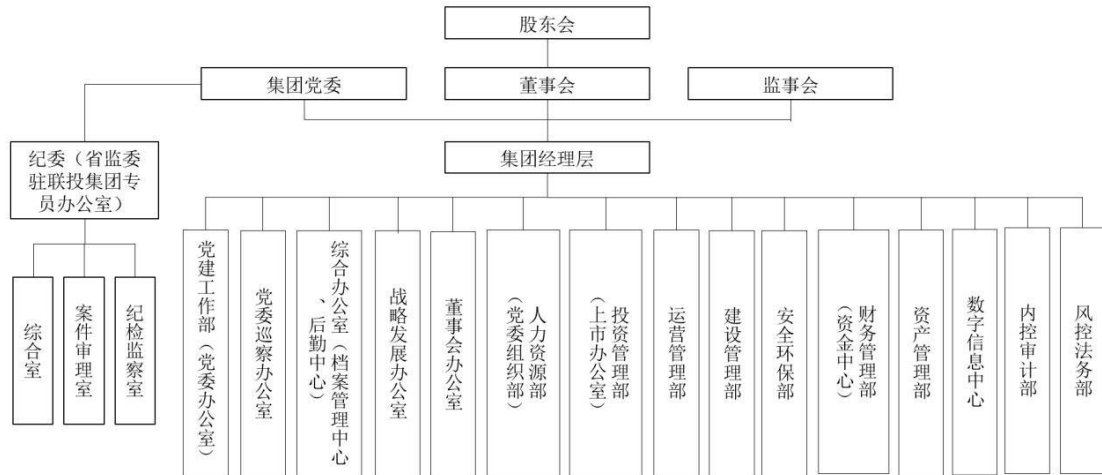 股东会
集团党委
董事会
监事会
纪委（省监委
驻联投集团专
员办公室）
集团经理层
综合室
案件审理室
纪检监察室
党建工作部（党委办公室）
党委巡察办公室
综合办公室（档案管理中心
、后勤中心）
战略发展办公室
董事会办公室
人力资源部
（党委组织部）
投资管理部
（上市办公室）
运营管理部
建设管理部
安全环保部
财务管理部
（资金中心）
资产管理部
数字信息中心
内控审计部
风控法务部